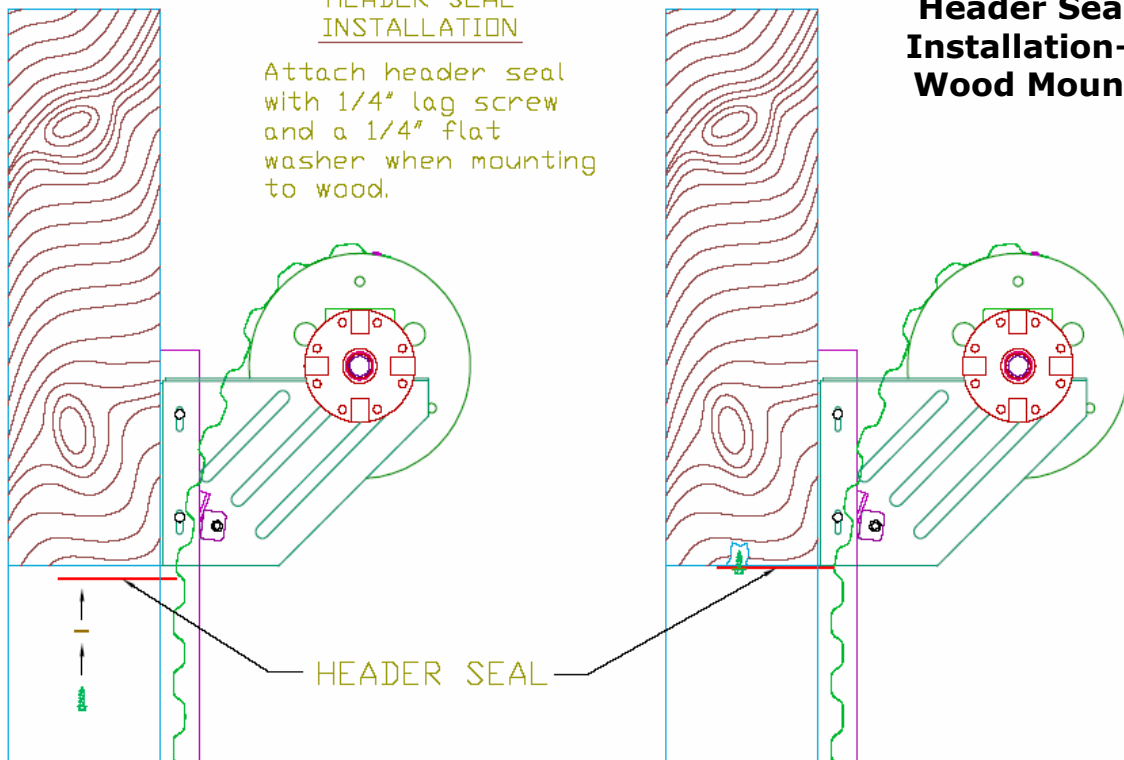 HEADER SEAL
INSTALLATION
Attach header seal
with 1/4" lag screw
and a 1/4" flat
washer when mounting
to wood.
Header Sea
Installation-
Wood Moun
HEADER SEAL